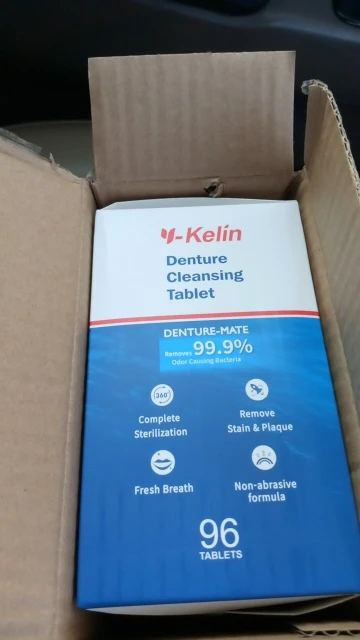 Y-Kelin
Denture
Cleansing
Tablet
DENTURE-MATE
Removes 99.9%
Odor Causing Bacteria
360°
Complete
Sterilization
Remove
Stain & Plaque
Fresh Breath
Non-abrasive
formula
96
TABLETS